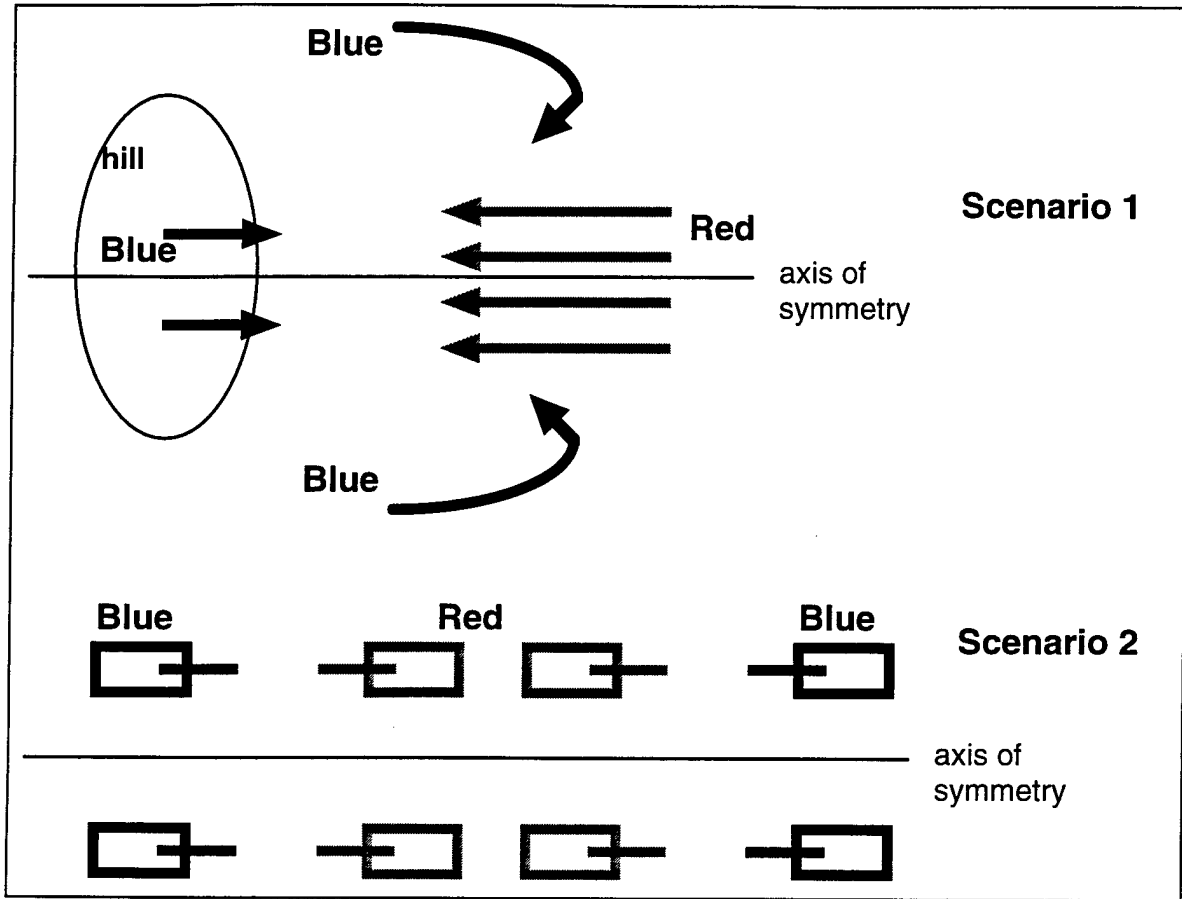 Blue
hill
Scenario 1
Red
Blue
axis of
symmetry
Blue
Blue
Red
Blue
Scenario 2
axis of
symmetry